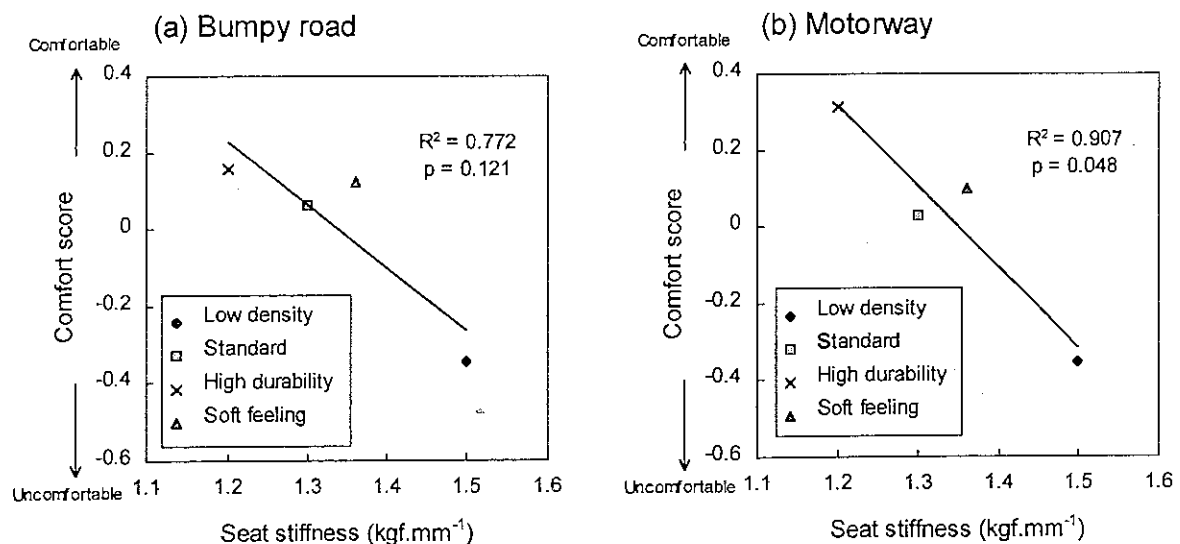 (a) Bumpy road
Comfortable
0.4
0.2
0
-0.2
-0.4
-0.6
Uncomfortable
Comfort score
R² = 0.772
p = 0.121
Low density
Standard
High durability
Soft feeling
1.1 1.2 1.3 1.4 1.5 1.6
Seat stiffness (kgf.mm⁻¹)
(b) Motorway
Comfortable
0.4
0.2
0
-0.2
-0.4
-0.6
Uncomfortable
Comfort score
R² = 0.907
p = 0.048
Low density
Standard
High durability
Soft feeling
1.1 1.2 1.3 1.4 1.5 1.6
Seat stiffness (kgf.mm⁻¹)